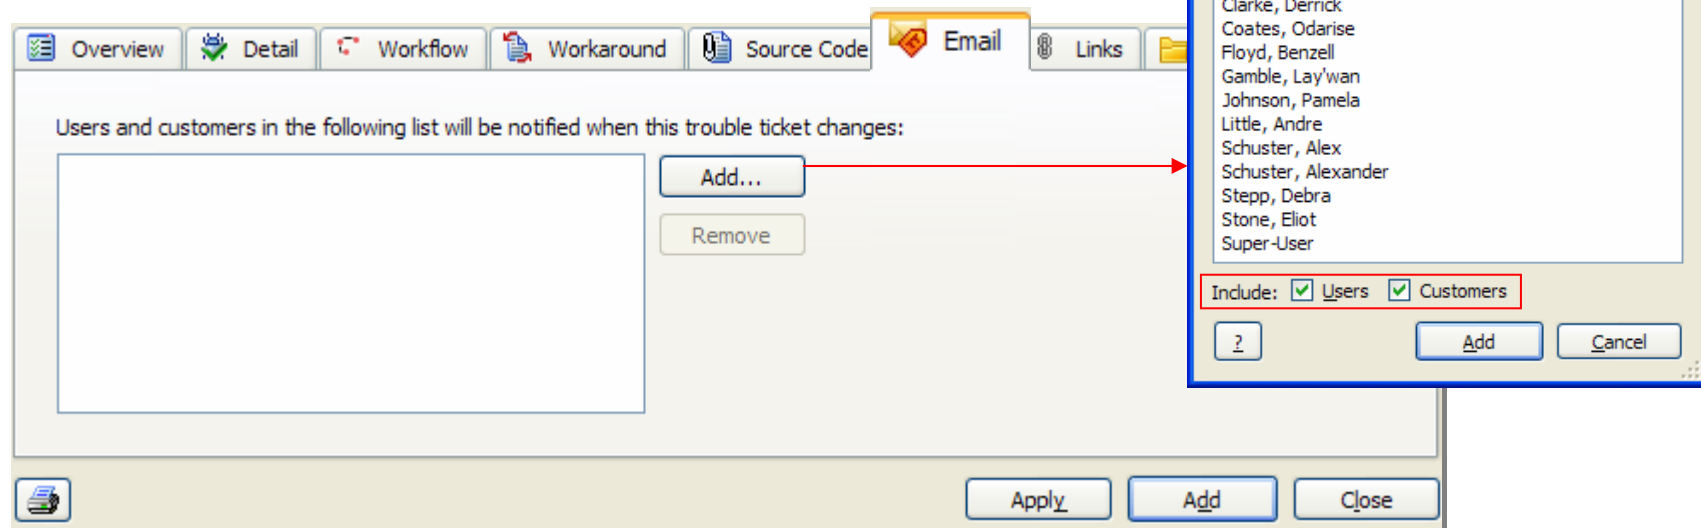 Overview Detail Workflow Workaround Source Code Email Links
Users and customers in the following list will be notified when this trouble ticket changes:
Add...
Remove
Apply Add Close
Clarke, Derrick
Coates, Odarise
Floyd, Benzell
Gamble, Lay'wan
Johnson, Pamela
Little, Andre
Schuster, Alex
Schuster, Alexander
Stepp, Debra
Stone, Eliot
Super-User
Include: Users Customers
? Add Cancel